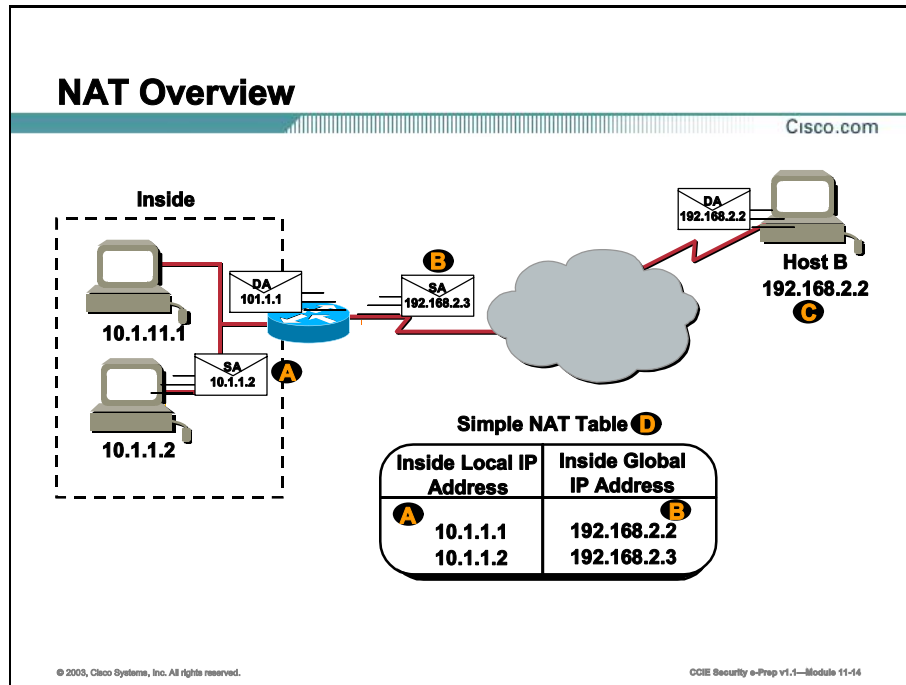 NAT Overview
Cisco.com
Inside
DA
192.168.2.2
Host B
192.168.2.2
C
B
SA
192.168.2.3
DA
101.1.1
10.1.11.1
SA
10.1.1.2
A
10.1.1.2
Simple NAT Table D
Inside Local IP Address
Inside Global IP Address
A
B
10.1.1.1 192.168.2.2
10.1.1.2 192.168.2.3
© 2003, Cisco Systems, Inc. All rights reserved.
CCIE Security e-Prep v1.1—Module 11-14